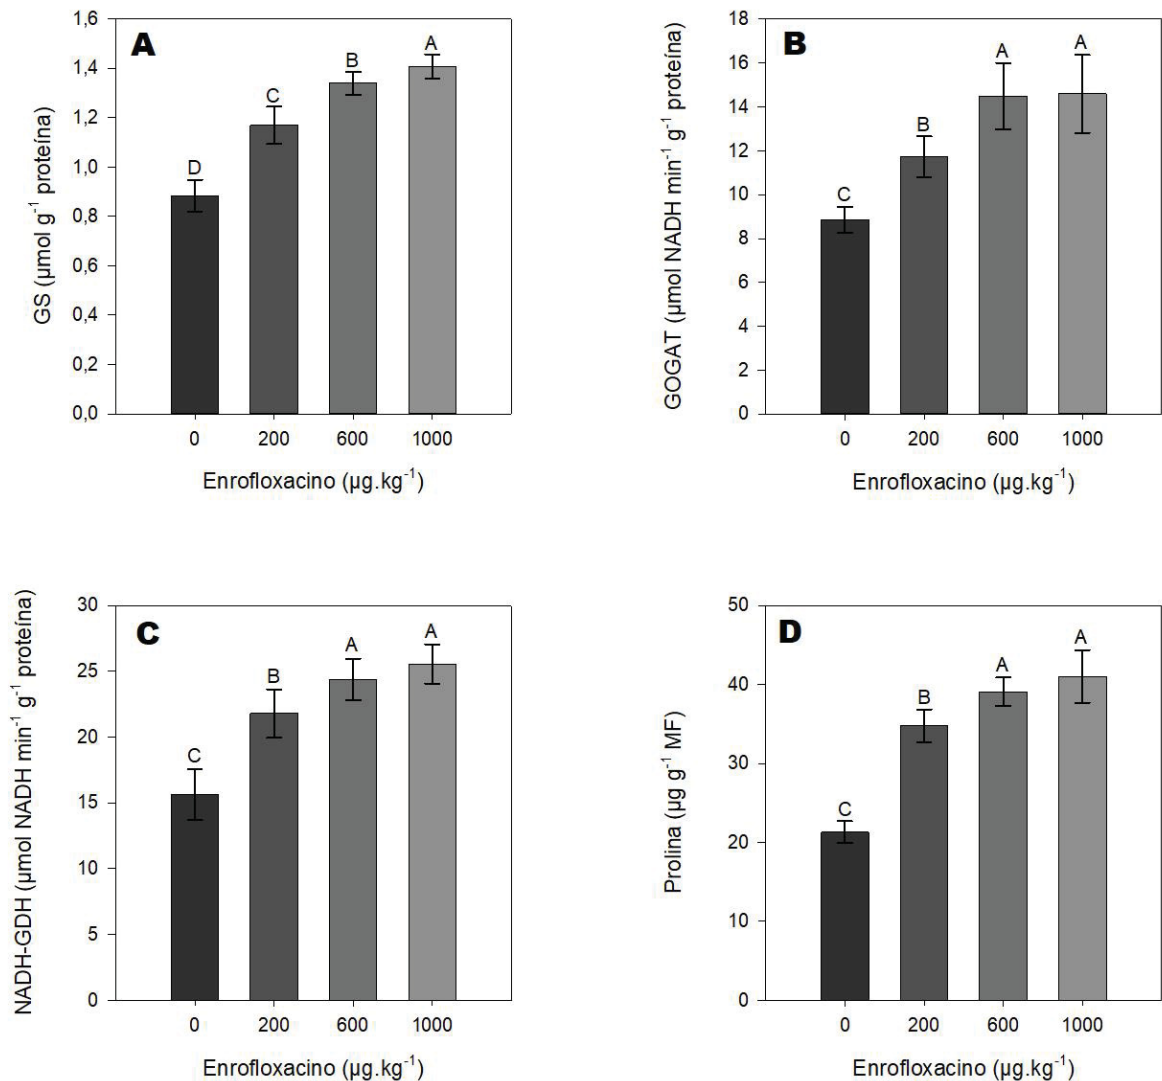 A
GS (µmol g⁻¹ proteína)
1,6
1,4
1,2
1,0
0,8
0,6
0,4
0,2
0,0
D
C
B
A
0 200 600 1000
Enrofloxacino (µg.kg⁻¹)
B
GOGAT (µmol NADH min⁻¹ g⁻¹ proteína)
18
16
14
12
10
8
6
4
2
0
C
B
A
A
0 200 600 1000
Enrofloxacino (µg.kg⁻¹)
C
NADH-GDH (µmol NADH min⁻¹ g⁻¹ proteína)
30
25
20
15
10
5
0
C
B
A
A
0 200 600 1000
Enrofloxacino (µg.kg⁻¹)
D
Prolina (µg g⁻¹ MF)
50
40
30
20
10
0
C
B
A
A
0 200 600 1000
Enrofloxacino (µg.kg⁻¹)